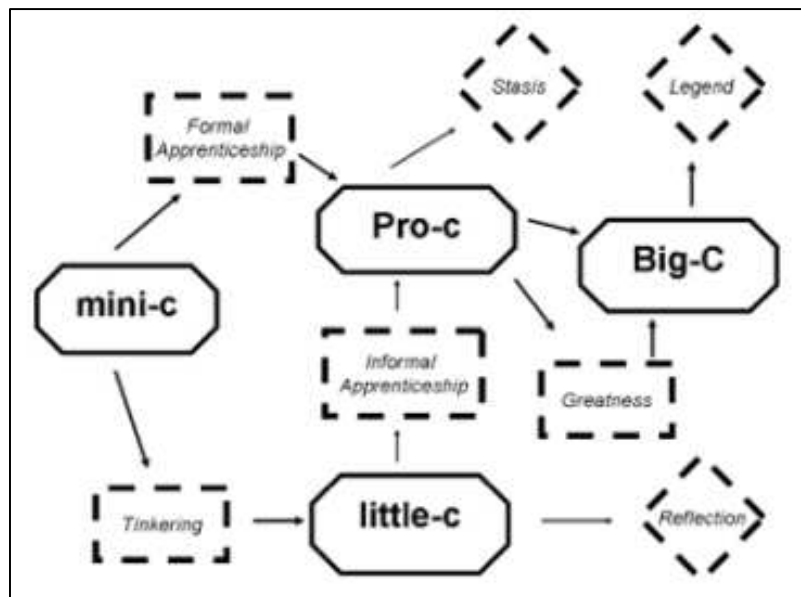 Stasis
Legend
Formal
Apprenticeship
Pro-c
Big-C
mini-c
Informal
Apprenticeship
Greatness
Tinkering
little-c
Reflection